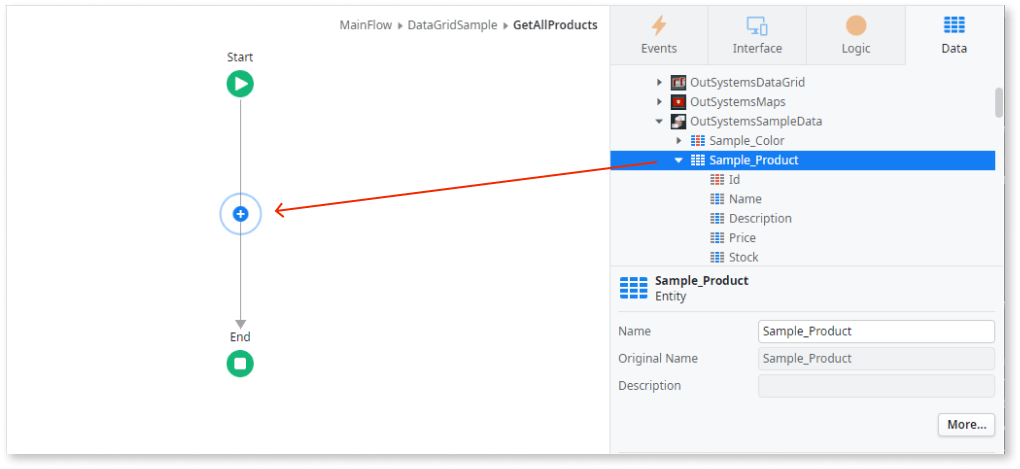 MainFlow ▸ DataGridSample ▸ GetAllProducts
Start
End
Events
Interface
Logic
Data
OutSystemsDataGrid
OutSystemsMaps
OutSystemsSampleData
Sample_Color
Sample_Product
Id
Name
Description
Price
Stock
Sample_Product
Entity
Name Sample_Product
Original Name Sample_Product
Description
More...